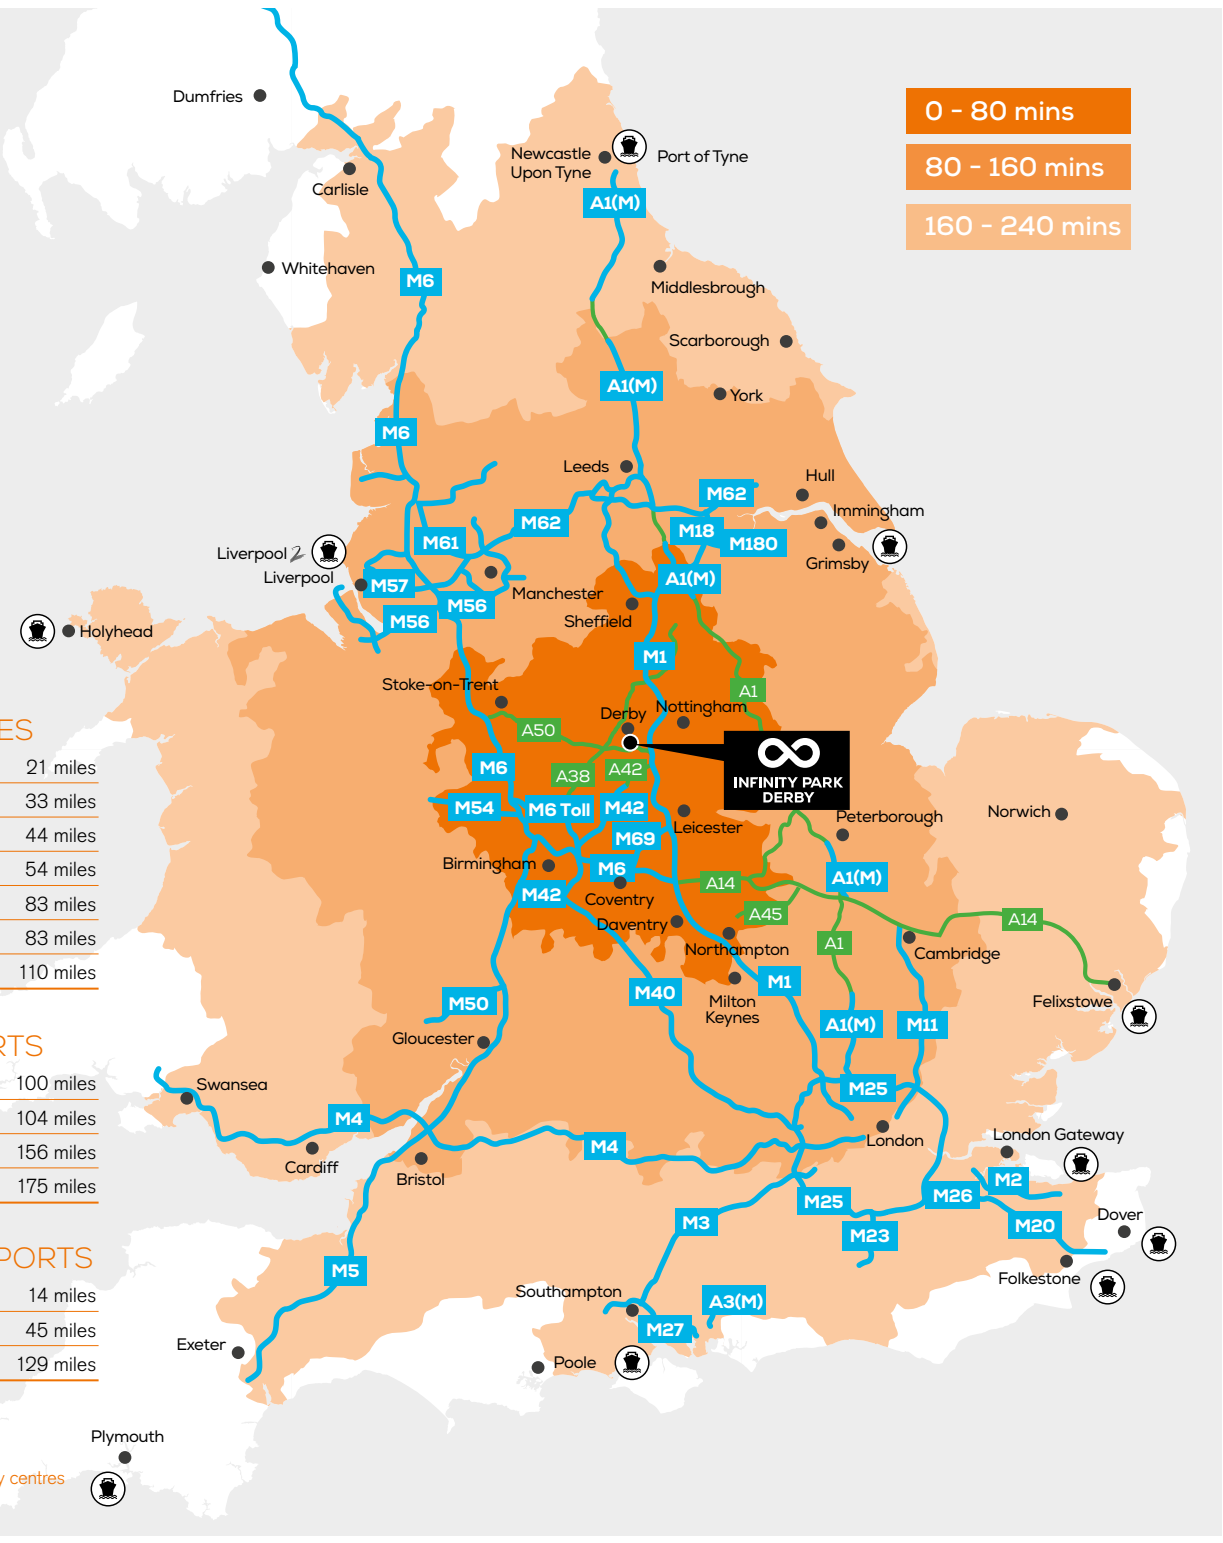 0 - 80 mins
80 - 160 mins
160 - 240 mins
Dumfries
Carlisle
Newcastle
Upon Tyne
Port of Tyne
A1(M)
Whitehaven
M6
Middlesbrough
Scarborough
A1(M)
York
M6
Leeds
Hull
M62
Immingham
M62
M18
M180
M61
Grimsby
Liverpool 2
Liverpool
M57
A1(M)
Manchester
M56
Sheffield
M56
Holyhead
M1
Stoke-on-Trent
A1
Nottingham
Derby
A50
INFINITY PARK
DERBY
M6
A38
A42
M54
M6 Toll
M42
Norwich
Peterborough
Leicester
M69
Birmingham
M6
A1(M)
A14
M42
Coventry
A45
A14
Daventry
A1
Northampton
Cambridge
M1
M40
Milton
Keynes
M50
Felixstowe
A1(M)
M11
Gloucester
M25
Swansea
M4
London
London Gateway
M4
Cardiff
Bristol
M2
M26
M25
M3
Dover
M20
M23
M5
Folkestone
Southampton
A3(M)
M27
Exeter
Poole
Plymouth
ES
21 miles
33 miles
44 miles
54 miles
83 miles
83 miles
110 miles
RTS
100 miles
104 miles
156 miles
175 miles
PORTS
14 miles
45 miles
129 miles
y centres